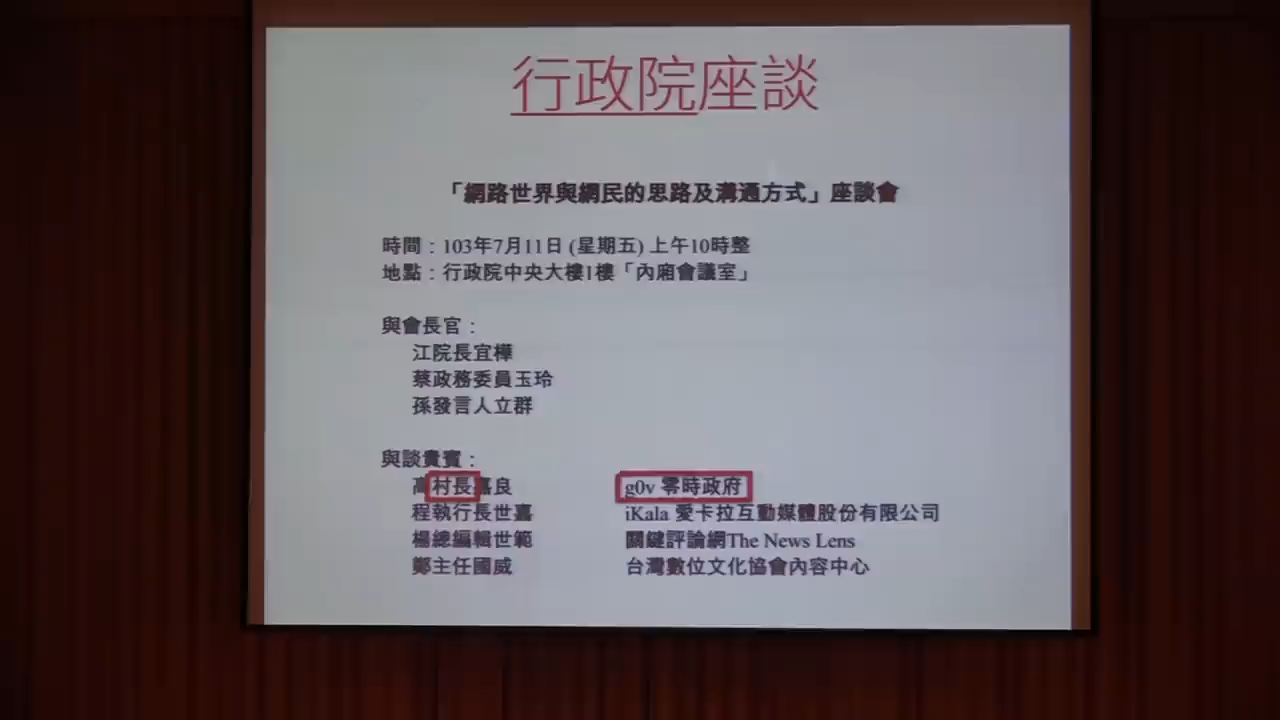 行政院座談
「網路世界與網民的思路及溝通方式」座談會
時間：103年7月11日 (星期五) 上午10時整
地點：行政院中央大樓1樓「內廂會議室」
與會長官：
江院長宜樺
蔡政務委員玉玲
孫發言人立群
與談貴賓：
高村長嘉良 g0v 零時政府
程執行長世嘉 iKala 愛卡拉互動媒體股份有限公司
楊總編輯世範 關鍵評論網The News Lens
鄭主任國威 台灣數位文化協會內容中心